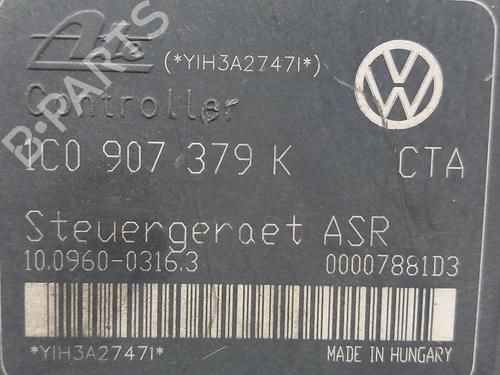 ATE (*YIH3A27471*)
Controller
1C0 907 379 K CTA
Steuergeraet ASR
10.0960-0316.3 00007881D3
*YIH3A27471* MADE IN HUNGARY
B-PARTS